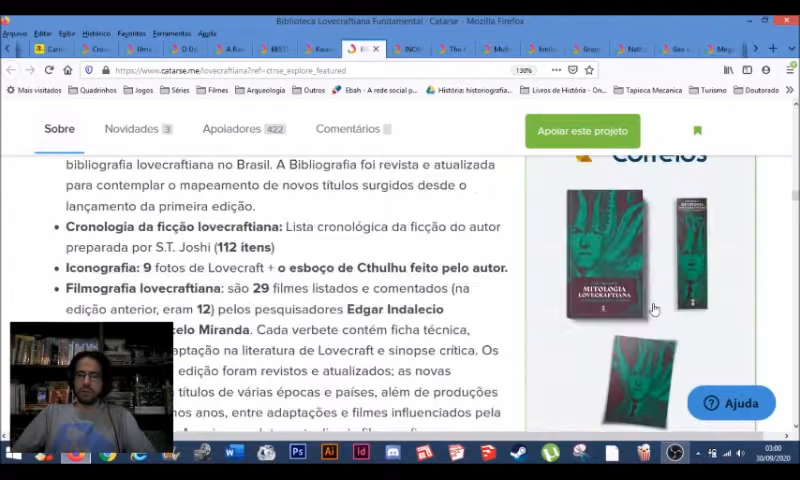 Biblioteca Lovecraftiana Fundamental · Catarse - Mozilla Firefox
Arquivo Editar Exibir Histórico Favoritos Ferramentas Ajuda
https://www.catarse.me/lovecraftiana?ref=ctrse_explore_featured
130%
Mais visitados Quadrinhos Jogos Séries Filmes Arqueologia Outros Ebah - A rede social p... História: historiografia... Livros de História - On... Tapioca Mecanica Turismo Doutorado
Sobre Novidades 3 Apoiadores 422 Comentários Apoiar este projeto
Correios
bibliografia lovecraftiana no Brasil. A Bibliografia foi revista e atualizada
para contemplar o mapeamento de novos títulos surgidos desde o
lançamento da primeira edição.
Cronologia da ficção lovecraftiana: Lista cronológica da ficção do autor
preparada por S.T. Joshi (112 itens)
Iconografia: 9 fotos de Lovecraft + o esboço de Cthulhu feito pelo autor.
Filmografia lovecraftiana: são 29 filmes listados e comentados (na
edição anterior, eram 12) pelos pesquisadores Edgar Indalecio
elo Miranda. Cada verbete contém ficha técnica,
aptação na literatura de Lovecraft e sinopse crítica. Os
edição foram revistos e atualizados; as novas
títulos de várias épocas e países, além de produções
mos anos, entre adaptações e filmes influenciados pela
MITOLOGIA
LOVECRAFTIANA
Ajuda
03:00
30/09/2020